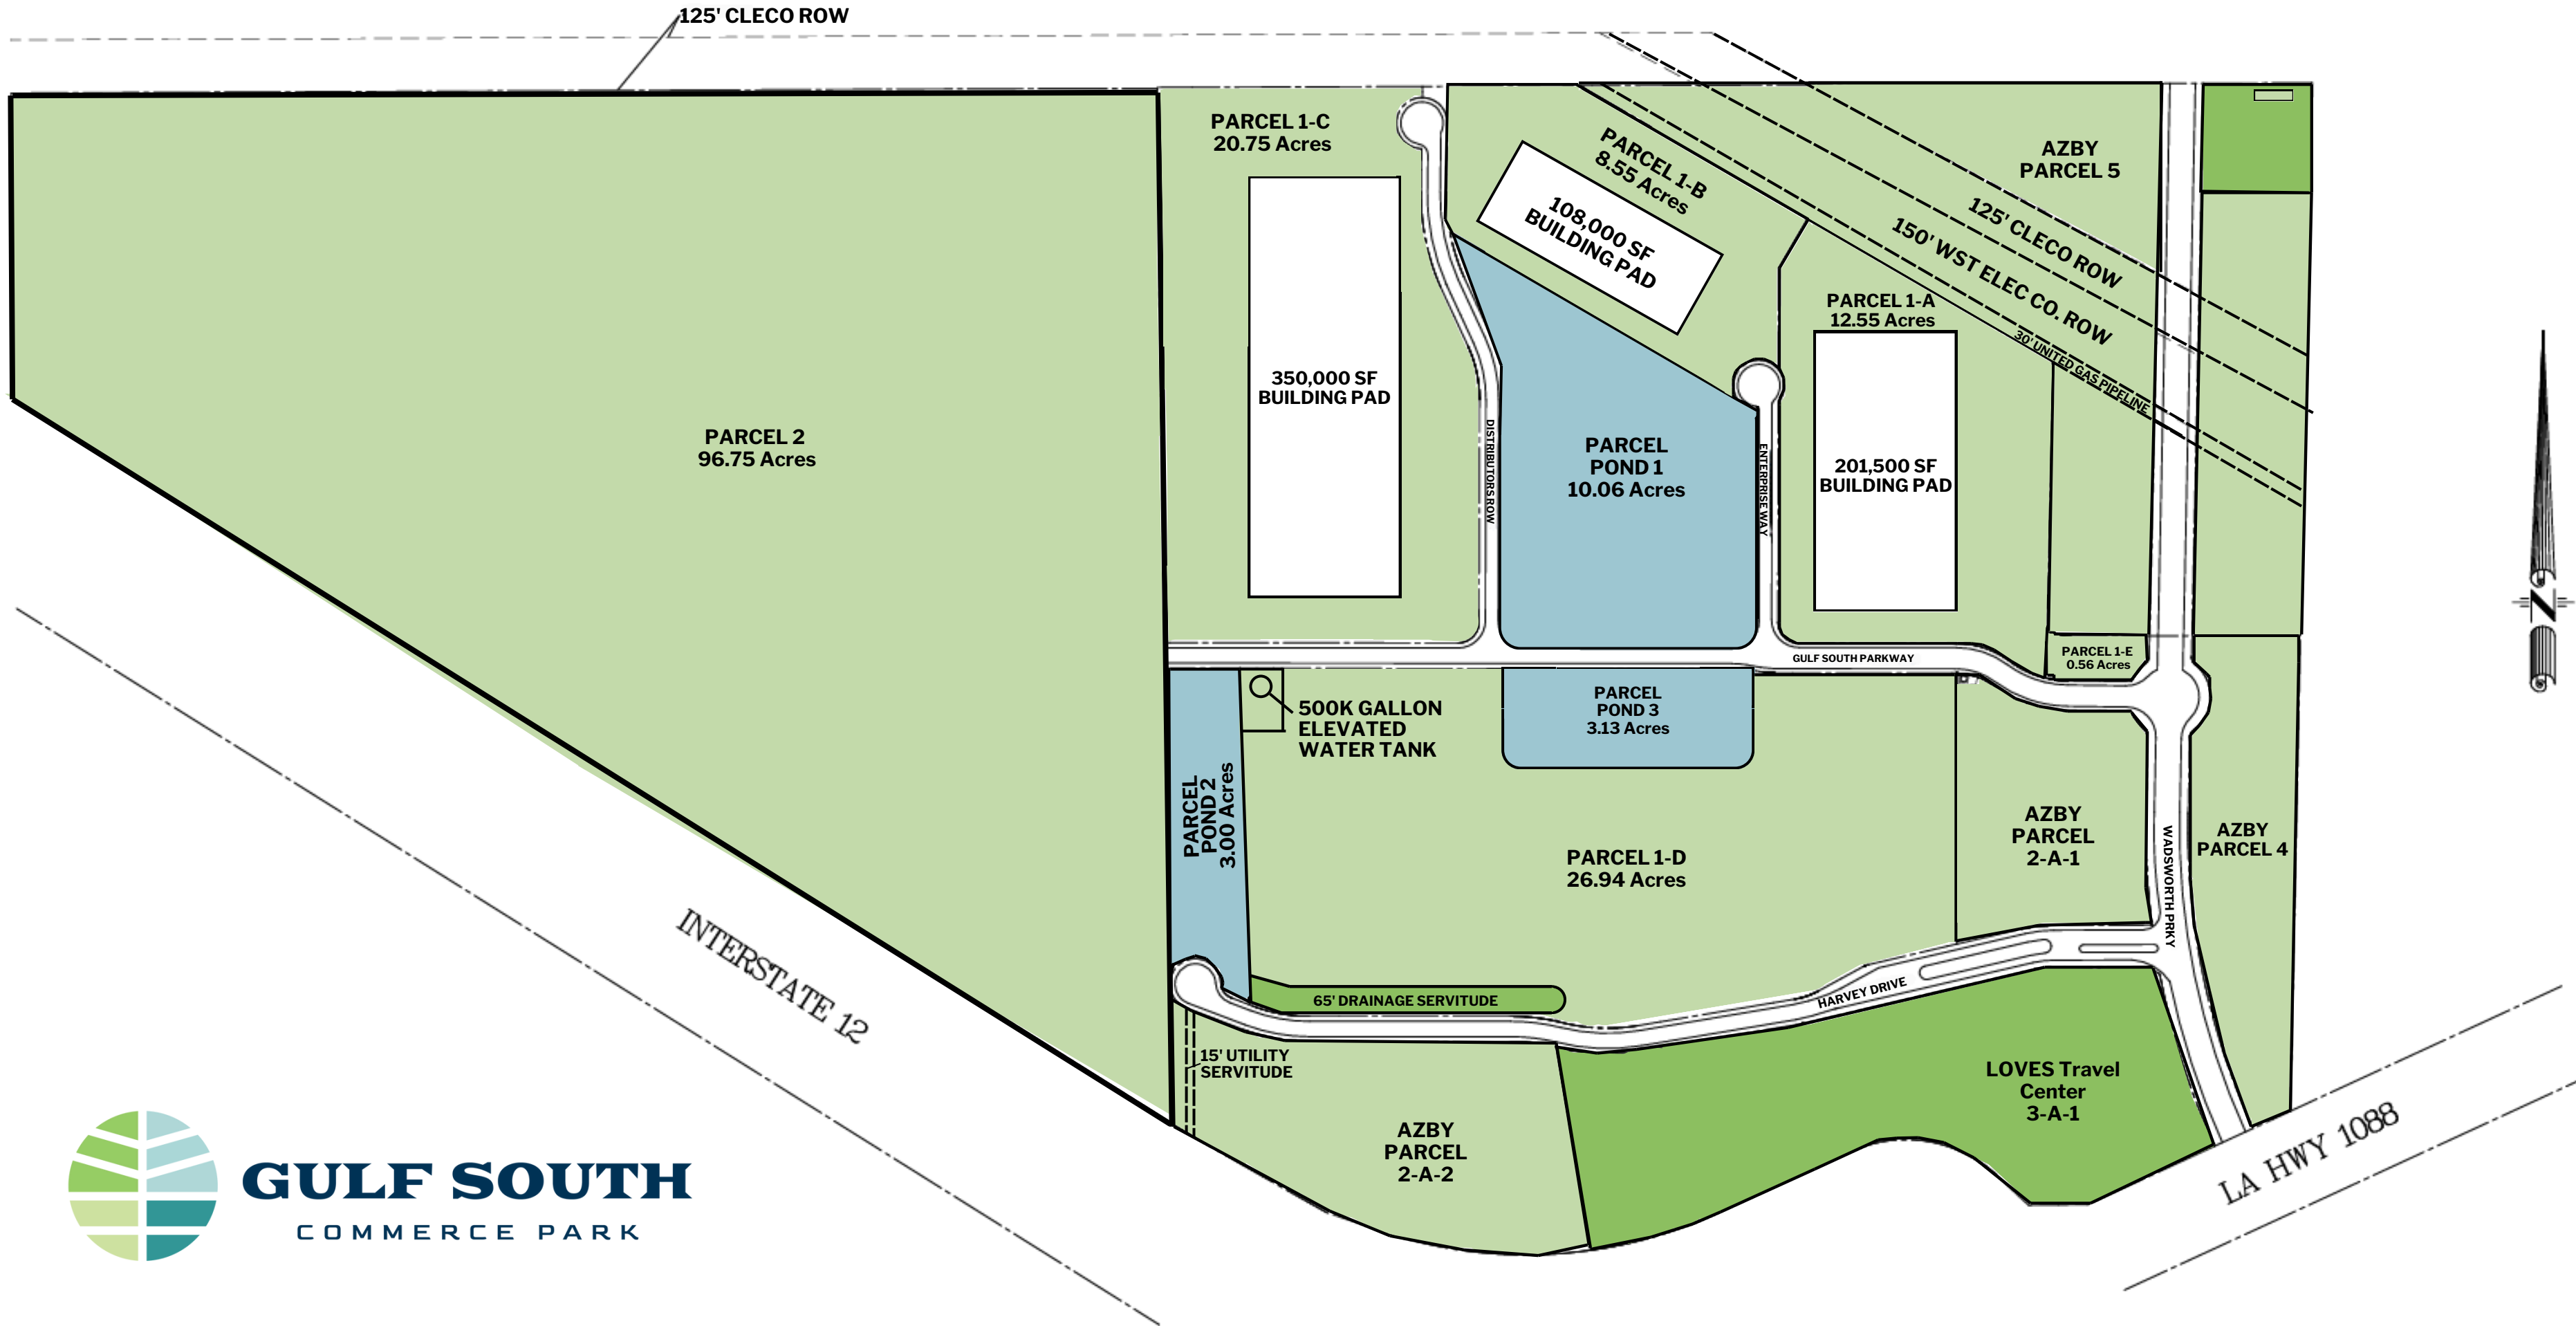 125' CLECO ROW
PARCEL 1-C
20.75 Acres
PARCEL 1-B
8.55 Acres
108,000 SF
BUILDING PAD
AZBY
PARCEL 5
125' CLECO ROW
150' WST ELEC CO. ROW
30' UNITED GAS PIPELINE
PARCEL 1-A
12.55 Acres
350,000 SF
BUILDING PAD
PARCEL 2
96.75 Acres
DISTRIBUTORS ROW
PARCEL
POND 1
10.06 Acres
ENTERPRISE WAY
201,500 SF
BUILDING PAD
N
GULF SOUTH PARKWAY
PARCEL 1-E
0.56 Acres
500K GALLON
ELEVATED
WATER TANK
PARCEL
POND 3
3.13 Acres
PARCEL
POND 2
3.00 Acres
PARCEL 1-D
26.94 Acres
AZBY
PARCEL
2-A-1
WADSWORTH PRKY
AZBY
PARCEL 4
INTERSTATE 12
65' DRAINAGE SERVITUDE
HARVEY DRIVE
15' UTILITY
SERVITUDE
LOVES Travel
Center
3-A-1
AZBY
PARCEL
2-A-2
LA HWY 1088
GULF SOUTH
COMMERCE PARK